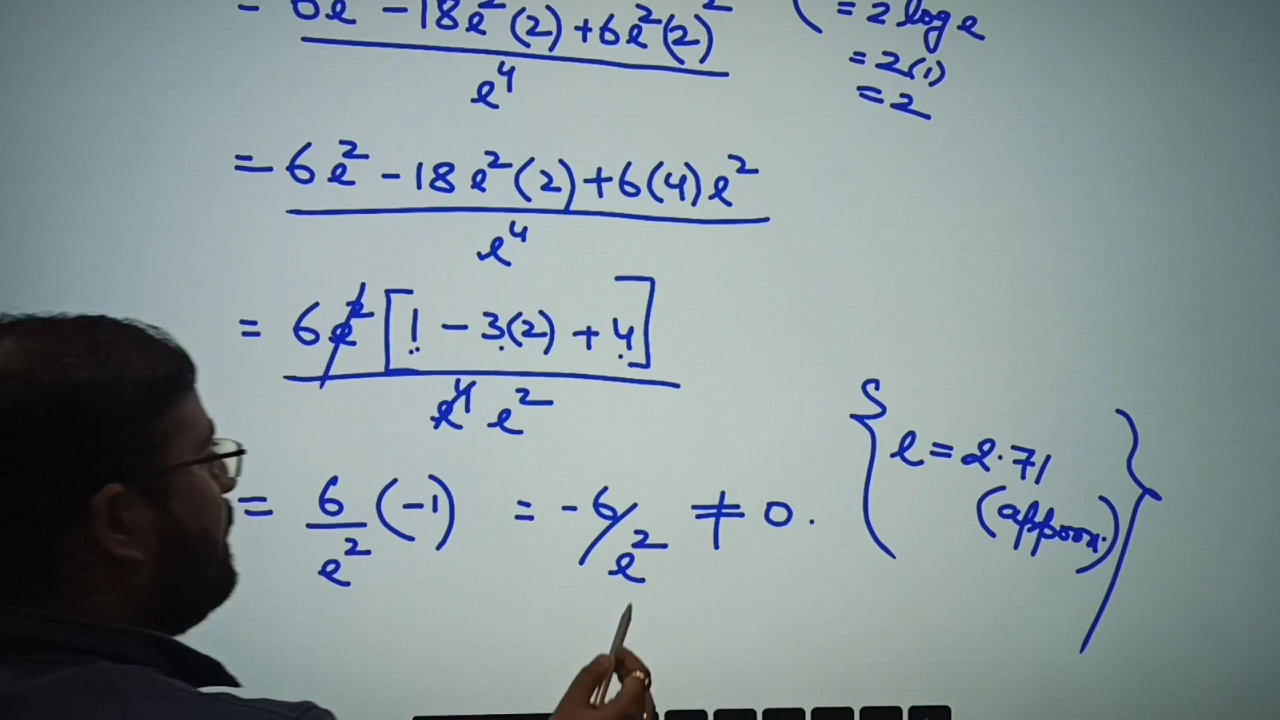 = 6e² - 18e²(2) + 6e²(2)²
e⁴
= 2 log e
= 2(1)
= 2
= 6e² - 18e²(2) + 6(4)e²
e⁴
= 6e² [1 - 3(2) + 4]
e⁴ e²
= 6/e² (-1) = -6/e² ≠ 0.
{ e = 2.71
(approx.) }